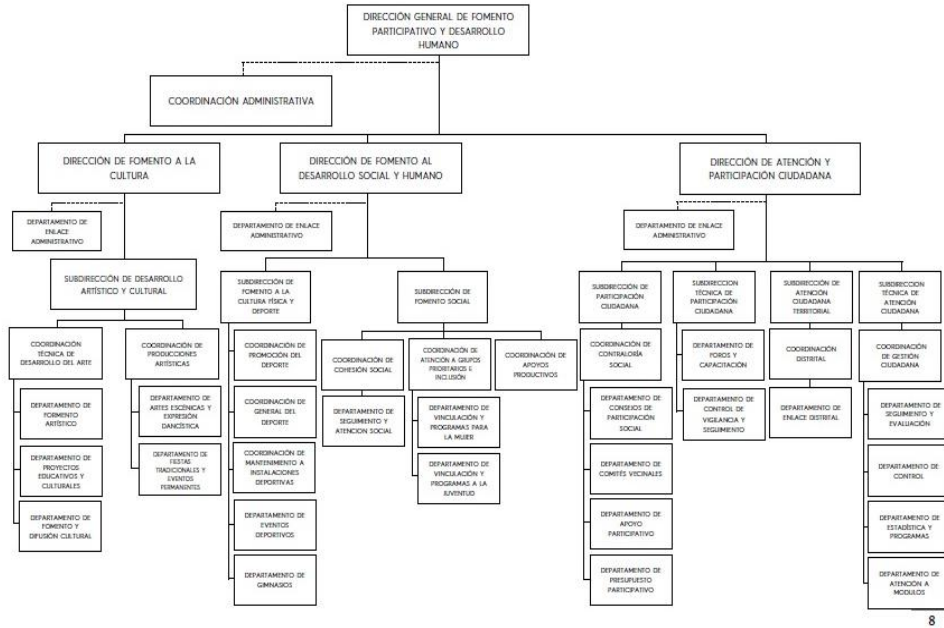 DIRECCIÓN GENERAL DE FOMENTO
PARTICIPATIVO Y DESARROLLO
HUMANO
COORDINACIÓN ADMINISTRATIVA
DIRECCIÓN DE FOMENTO A LA
CULTURA
DIRECCIÓN DE FOMENTO AL
DESARROLLO SOCIAL Y HUMANO
DIRECCIÓN DE ATENCIÓN Y
PARTICIPACIÓN CIUDADANA
DEPARTAMENTO DE
ENLACE
ADMINISTRATIVO
DEPARTAMENTO DE ENLACE
ADMINISTRATIVO
DEPARTAMENTO DE ENLACE
ADMINISTRATIVO
SUBDIRECCIÓN DE DESARROLLO
ARTÍSTICO Y CULTURAL
SUBDIRECCIÓN DE
FOMENTO A LA
CULTURA FÍSICA Y
DEPORTE
SUBDIRECCIÓN DE
FOMENTO SOCIAL
SUBDIRECCIÓN DE
PARTICIPACIÓN
CIUDADANA
SUBDIRECCION
TÉCNICA DE
PARTICIPACIÓN
CIUDADANA
SUBDIRECCIÓN DE
ATENCIÓN
CIUDADANA
TERRITORIAL
SUBDIRECCION
TÉCNICA DE
ATENCIÓN
CIUDADANA
COORDINACIÓN
TÉCNICA DE
DESARROLLO DEL ARTE
COORDINACIÓN DE
PRODUCCIONES
ARTÍSTICAS
COORDINACIÓN DE
PROMOCIÓN DEL
DEPORTE
COORDINACIÓN DE
COHESIÓN SOCIAL
COORDINACIÓN DE
ATENCIÓN A GRUPOS
PRIORITARIOS E
INCLUSIÓN
COORDINACIÓN DE
APOYOS
PRODUCTIVOS
COORDINACIÓN DE
CONTRALORÍA
SOCIAL
DEPARTAMENTO DE
FOROS Y
CAPACITACIÓN
COORDINACIÓN
DISTRITAL
COORDINACIÓN
DE GESTIÓN
CIUDADANA
DEPARTAMENTO DE
FORMENTO
ARTÍSTICO
DEPARTAMENTO DE
ARTES ESCÉNICAS Y
EXPRESIÓN
DANCÍSTICA
COORDINACIÓN DE
GENERAL DEL
DEPORTE
DEPARTAMENTO DE
SEGUIMIENTO Y
ATENCION SOCIAL
DEPARTAMENTO DE
VINCULACIÓN Y
PROGRAMAS PARA
LA MUJER
DEPARTAMENTO DE
CONSEJOS DE
PARTICIPACIÓN
SOCIAL
DEPARTAMENTO DE
CONTROL DE
VIGILANCIA Y
SEGUIMIENTO
DEPARTAMENTO DE
ENLACE DISTRITAL
DEPARTAMENTO DE
SEGUIMIENTO Y
EVALUACIÓN
DEPARTAMENTO DE
PROYECTOS
EDUCATIVOS Y
CULTURALES
DEPARTAMENTO DE
FIESTAS
TRADICIONALES Y
EVENTOS
PERMANENTES
COORDINACIÓN DE
MANTENIMIENTO A
INSTALACIONES
DEPORTIVAS
DEPARTAMENTO DE
VINCULACIÓN Y
PROGRAMAS A LA
JUVENTUD
DEPARTAMENTO DE
COMITÉS VECINALES
DEPARTAMENTO DE
CONTROL
DEPARTAMENTO DE
FOMENTO Y
DIFUSIÓN CULTURAL
DEPARTAMENTO DE
EVENTOS
DEPORTIVOS
DEPARTAMENTO DE
APOYO
PARTICIPATIVO
DEPARTAMENTO DE
ESTADÍSTICA Y
PROGRAMAS
DEPARTAMENTO DE
GIMNASIOS
DEPARTAMENTO DE
PRESUPUESTO
PARTICIPATIVO
DEPARTAMENTO DE
ATENCIÓN A
MODULOS
8